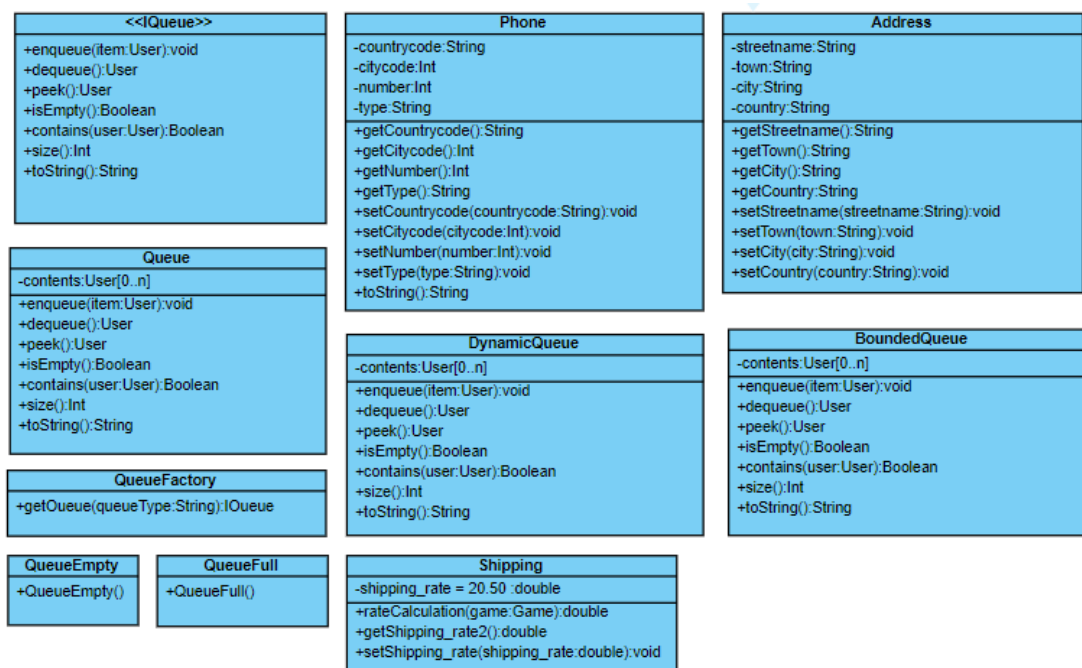 <<IQueue>>
+enqueue(item:User):void
+dequeue():User
+peek():User
+isEmpty():Boolean
+contains(user:User):Boolean
+size():Int
+toString():String
Phone
-countrycode:String
-citycode:Int
-number:Int
-type:String
+getCountrycode():String
+getCitycode():Int
+getNumber():Int
+getType():String
+setCountrycode(countrycode:String):void
+setCitycode(citycode:Int):void
+setNumber(number:Int):void
+setType(type:String):void
+toString():String
Address
-streetname:String
-town:String
-city:String
-country:String
+getStreetname():String
+getTown():String
+getCity():String
+getCountry:String
+setStreetname(streetname:String):void
+setTown(town:String):void
+setCity(city:String):void
+setCountry(country:String):void
Queue
-contents:User[0..n]
+enqueue(item:User):void
+dequeue():User
+peek():User
+isEmpty():Boolean
+contains(user:User):Boolean
+size():Int
+toString():String
DynamicQueue
-contents:User[0..n]
+enqueue(item:User):void
+dequeue():User
+peek():User
+isEmpty():Boolean
+contains(user:User):Boolean
+size():Int
+toString():String
BoundedQueue
-contents:User[0..n]
+enqueue(item:User):void
+dequeue():User
+peek():User
+isEmpty():Boolean
+contains(user:User):Boolean
+size():Int
+toString():String
QueueFactory
+getQueue(queueType:String):IQueue
QueueEmpty
+QueueEmpty()
QueueFull
+QueueFull()
Shipping
-shipping_rate = 20.50 :double
+rateCalculation(game:Game):double
+getShipping_rate2():double
+setShipping_rate(shipping_rate:double):void